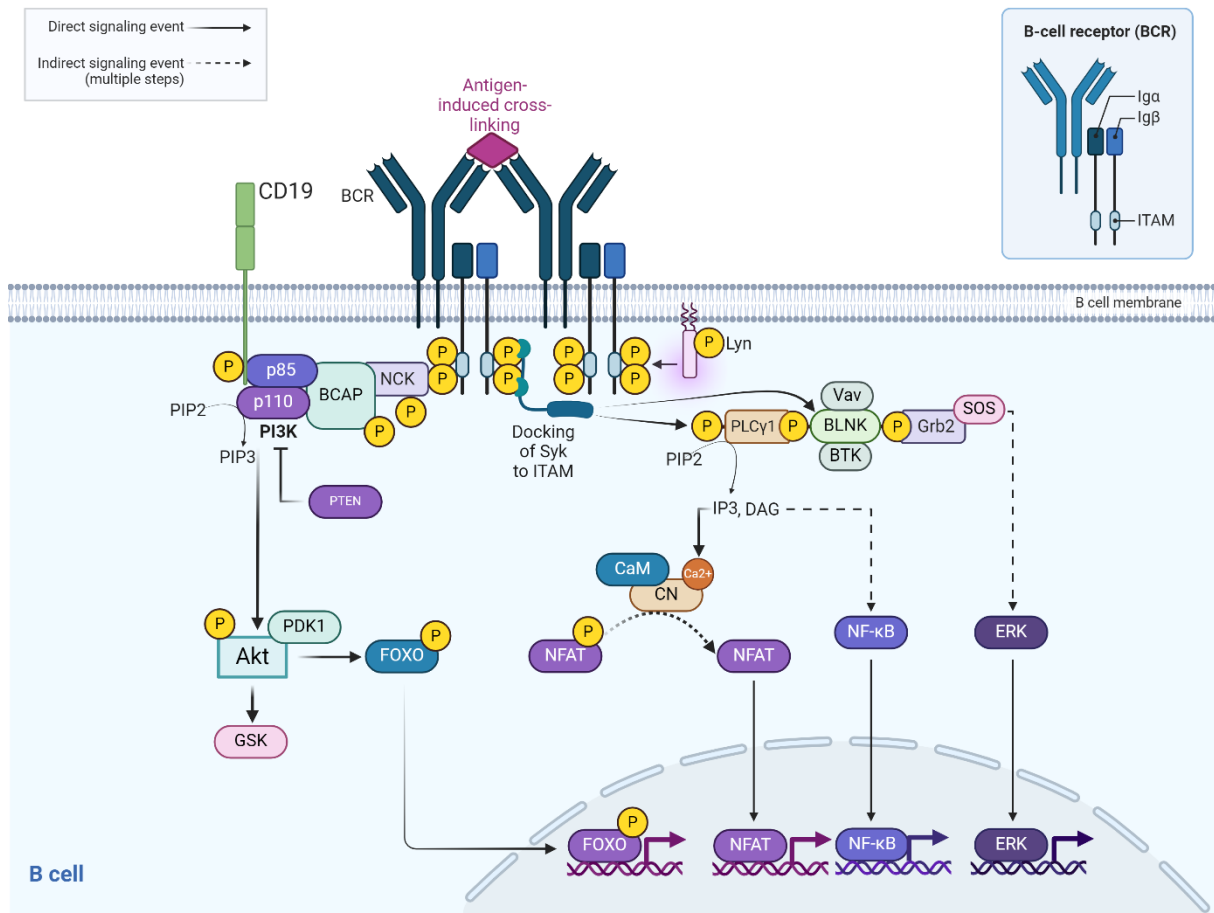 Direct signaling event
Indirect signaling event
(multiple steps)
B-cell receptor (BCR)
Igα
Igβ
ITAM
Antigen-
induced cross-
linking
CD19
BCR
B cell membrane
P
P
P
P
P
P
P
P
P
Lyn
P
p85
p110
PI3K
BCAP
NCK
P
P
PIP2
PIP3
PTEN
Docking
of Syk
to ITAM
P
PLCγ1
P
Vav
BLNK
BTK
P
Grb2
SOS
PIP2
IP3, DAG
CaM
CN
Ca2+
P
PDK1
Akt
P
FOXO
P
NFAT
NFAT
NF-κB
ERK
GSK
P
FOXO
NFAT
NF-κB
ERK
B cell